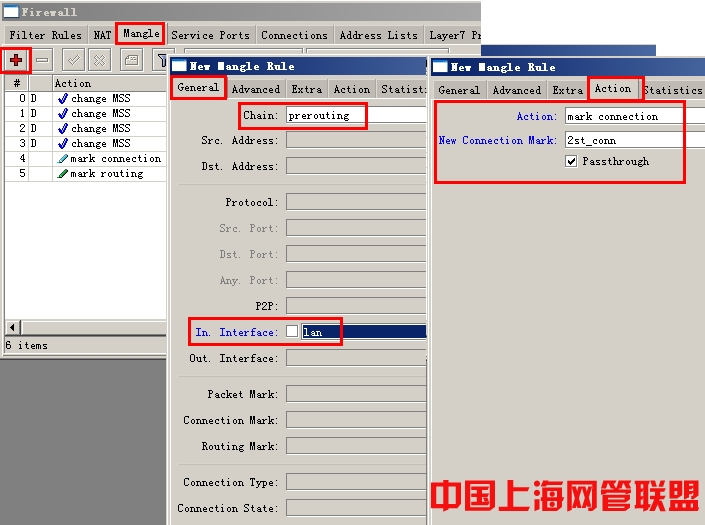 Firewall
Filter Rules NAT Mangle Service Ports Connections Address Lists Layer7 Pr
# Action
0 D change MSS
1 D change MSS
2 D change MSS
3 D change MSS
4 mark connection
5 mark routing
6 items
New Mangle Rule
General Advanced Extra Action Statisti
Chain: prerouting
Src. Address:
Dst. Address:
Protocol:
Src. Port:
Dst. Port:
Any. Port:
P2P:
In. Interface: lan
Out. Interface:
Packet Mark:
Connection Mark:
Routing Mark:
Connection Type:
Connection State:
New Mangle Rule
General Advanced Extra Action Statistics
Action: mark connection
New Connection Mark: 2st_conn
Passthrough
中国上海网管联盟